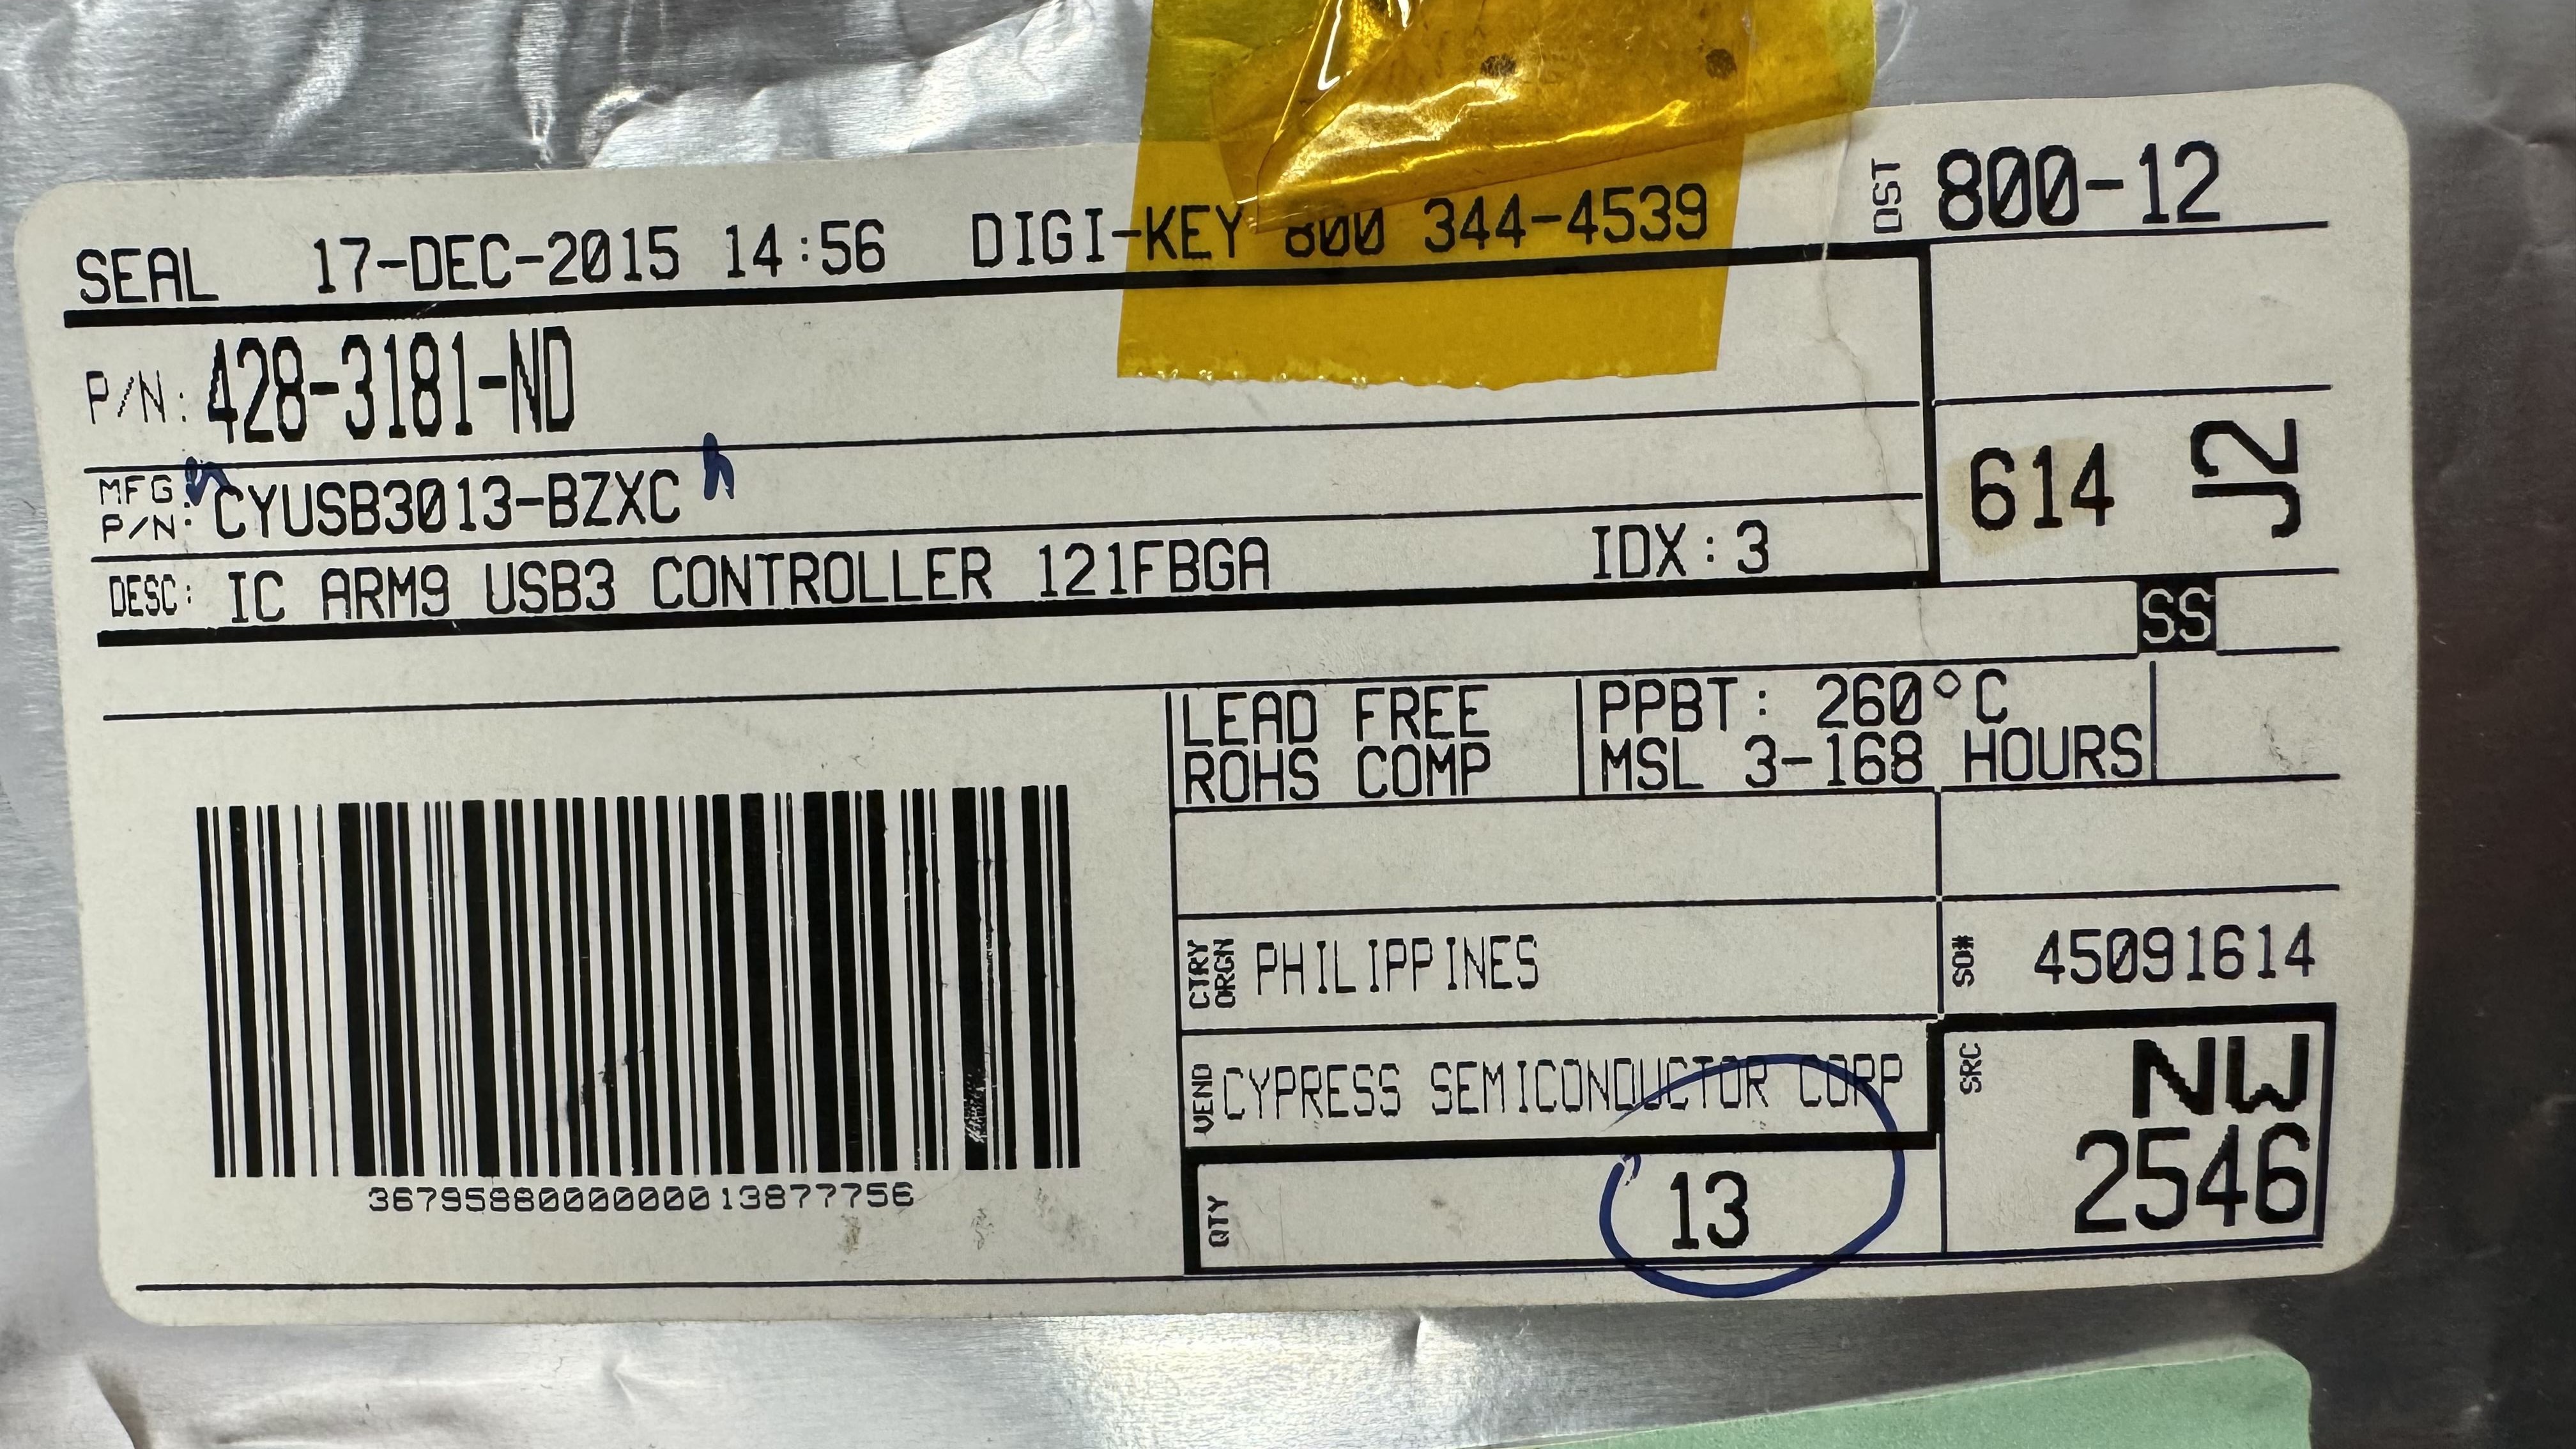 SEAL 17-DEC-2015 14:56 DIGI-KEY 800 344-4539
DST 800-12
P/N: 428-3181-ND
MFG P/N: CYUSB3013-BZXC
614 J2
DESC: IC ARM9 USB3 CONTROLLER 121FBGA IDX:3
SS
LEAD FREE
ROHS COMP
PPBT: 260°C
MSL 3-168 HOURS
CTRY ORGN PHILIPPINES
SO# 45091614
VEND CYPRESS SEMICONDUCTOR CORP
SRC NW
2546
36795880000000013877756
QTY 13